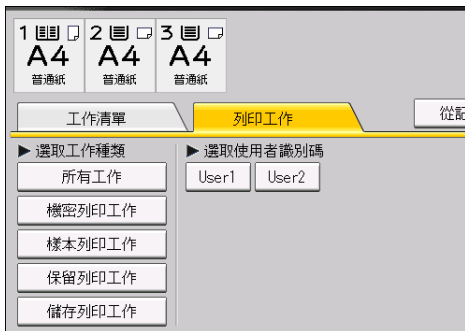 1 2 3
A4 A4 A4
普通紙 普通紙 普通紙
工作清單 列印工作
▶ 選取工作種類 ▶ 選取使用者識別碼
所有工作 User1 User2
機密列印工作
樣本列印工作
保留列印工作
儲存列印工作